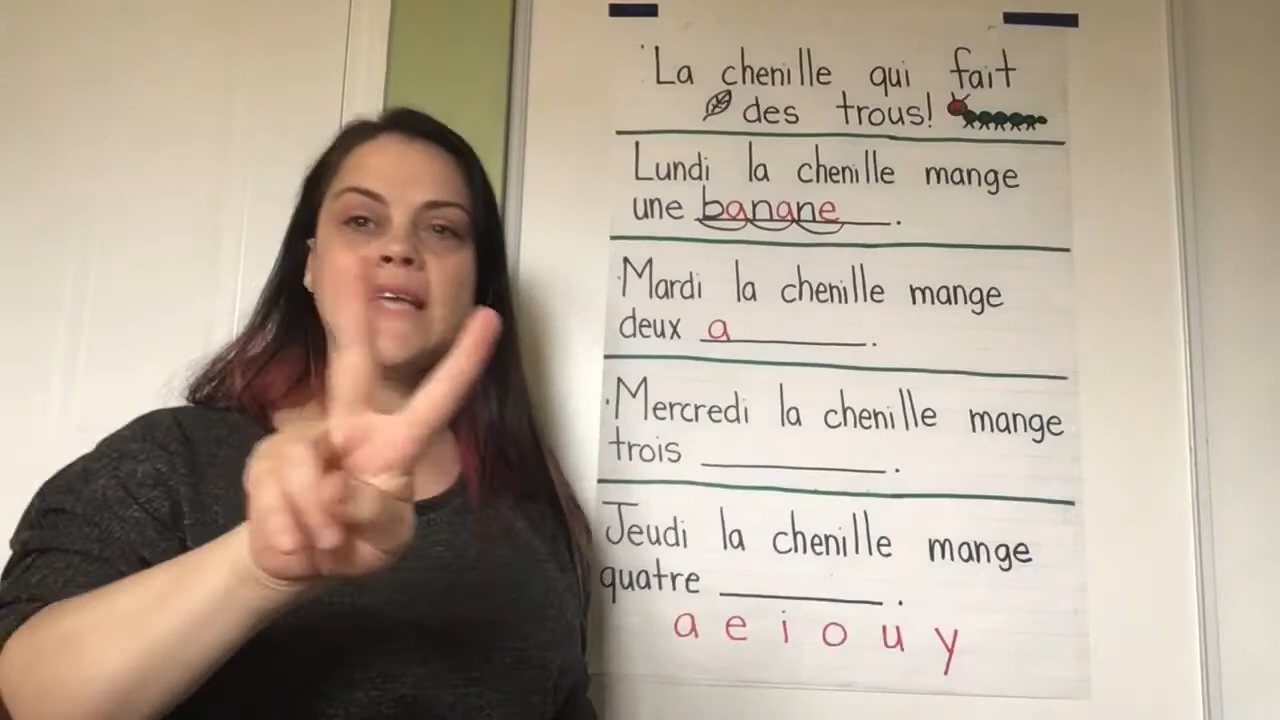 La chenille qui fait
des trous!
Lundi la chenille mange
une banane.
Mardi la chenille mange
deux a.
Mercredi la chenille mange
trois .
Jeudi la chenille mange
quatre .
a e i o u y